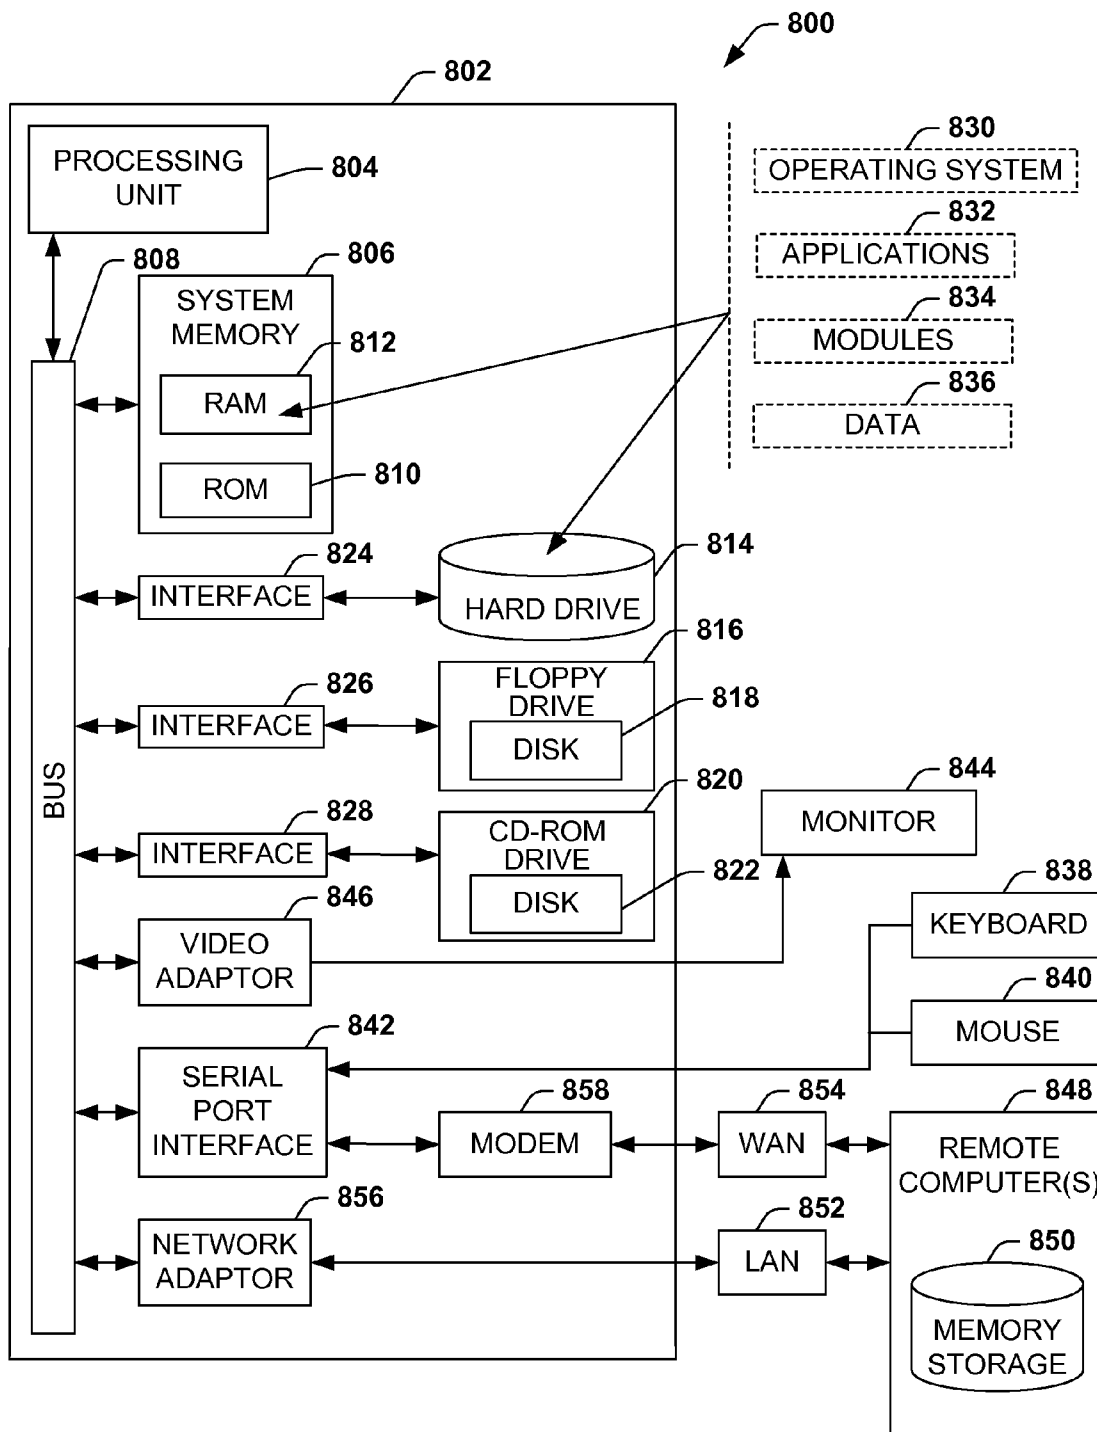 800
802
PROCESSING
UNIT
804
830
OPERATING SYSTEM
832
APPLICATIONS
834
MODULES
836
DATA
808
806
SYSTEM
MEMORY
812
RAM
810
ROM
824
INTERFACE
814
HARD DRIVE
816
FLOPPY
DRIVE
818
DISK
826
INTERFACE
BUS
820
CD-ROM
DRIVE
822
DISK
828
INTERFACE
844
MONITOR
838
KEYBOARD
846
VIDEO
ADAPTOR
840
MOUSE
842
SERIAL
PORT
INTERFACE
858
MODEM
854
WAN
848
REMOTE
COMPUTER(S)
856
NETWORK
ADAPTOR
852
LAN
850
MEMORY
STORAGE